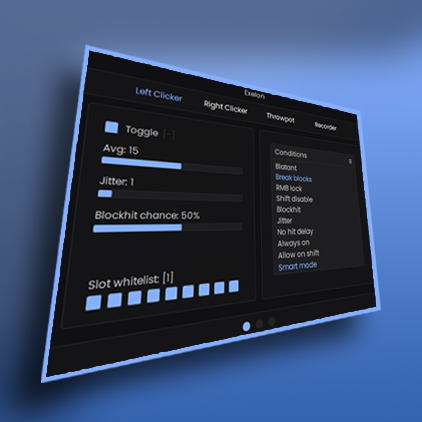 Exelon
Left Clicker
Right Clicker
Throwpot
Recorder
Toggle [-]
Avg: 15
Jitter: 1
Blockhit chance: 50%
Slot whitelist: [1]
Conditions
Blatant
Break blocks
RMB lock
Shift disable
Blockhit
Jitter
No hit delay
Always on
Allow on shift
Smart mode